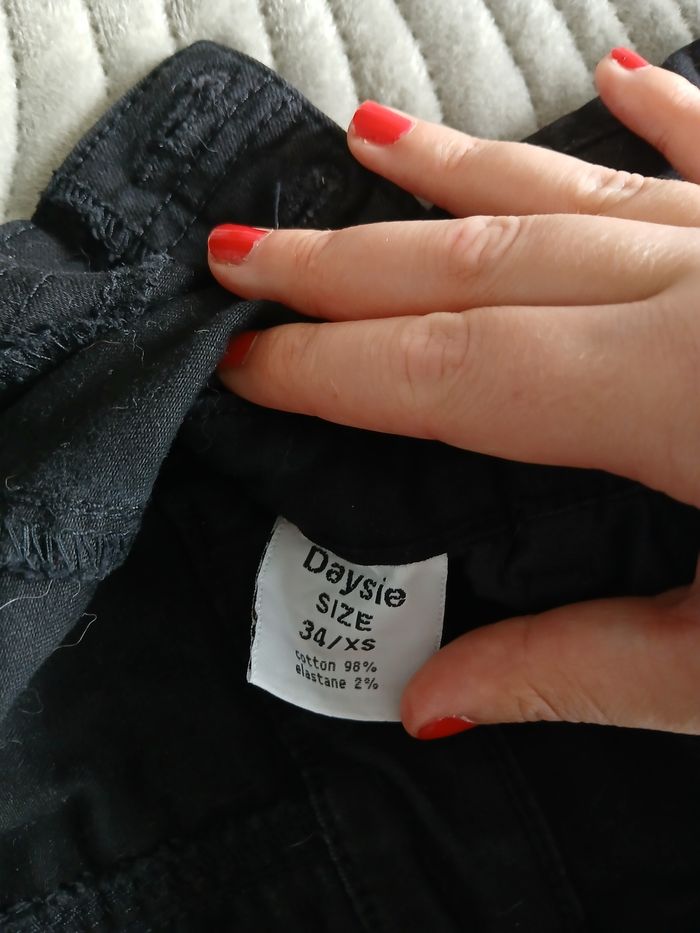 Daysie
SIZE
34/xs
cotton 98%
elastane 2%